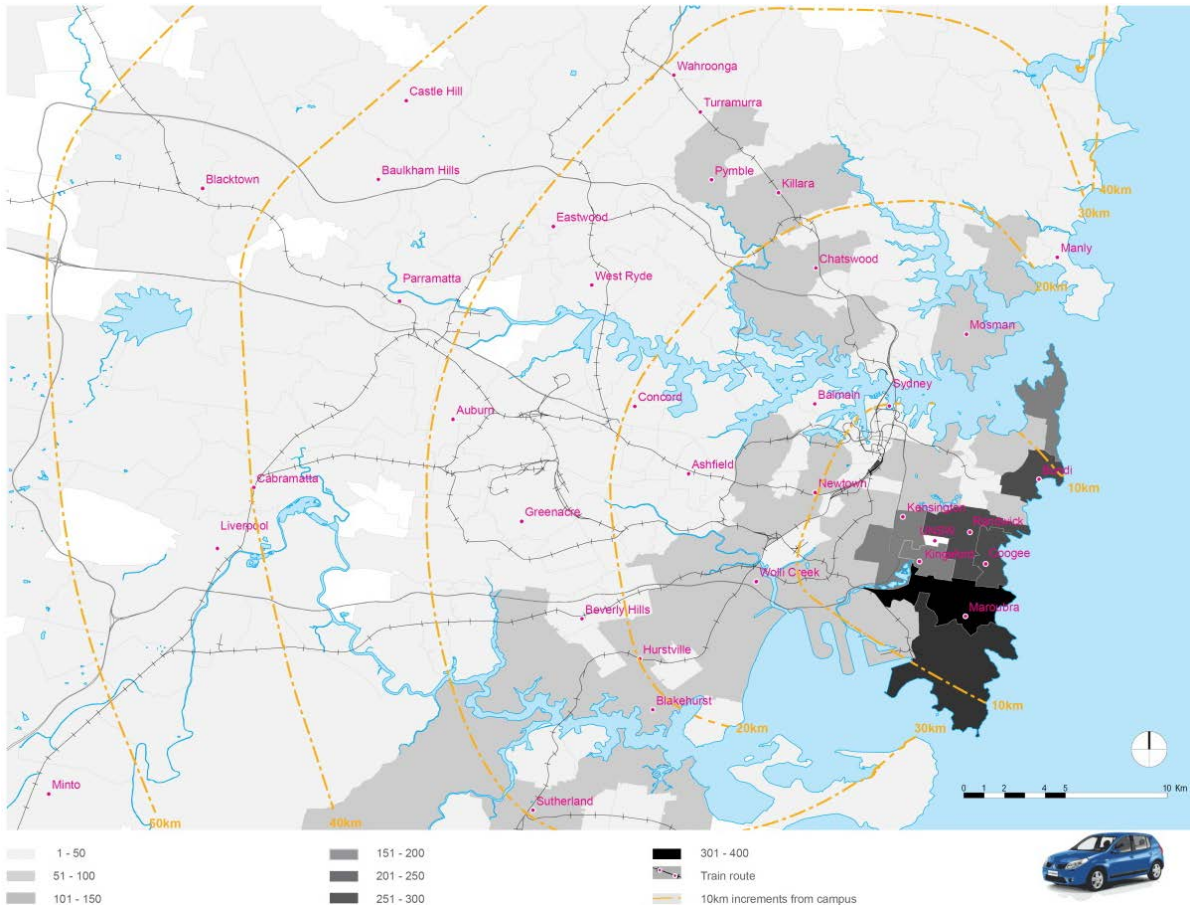 Wahroonga
Castle Hill
Turramurra
Baulkham Hills
Pymble
Blacktown
Killara
40km
30km
Eastwood
Manly
Chatswood
West Ryde
Parramatta
20km
Mosman
Sydney
Balmain
Concord
Auburn
Ashfield
Bondi
Cabramatta
10km
Newtown
Kensington
Greenacre
Randwick
Liverpool
Coogee
Kingsford
Wolli Creek
Beverly Hills
Maroubra
Hurstville
Blakehurst
10km
20km
30km
Minto
Sutherland
60km
40km
0 1 2 3 4 5 10 Km
1 - 50
51 - 100
101 - 150
151 - 200
201 - 250
251 - 300
301 - 400
Train route
10km increments from campus